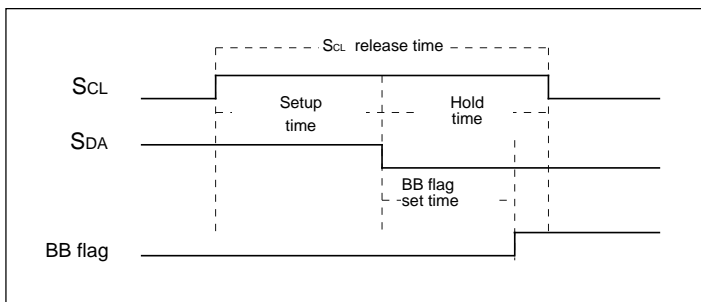 SCL release time
SCL
Setup
time
Hold
time
SDA
BB flag
set time
BB flag